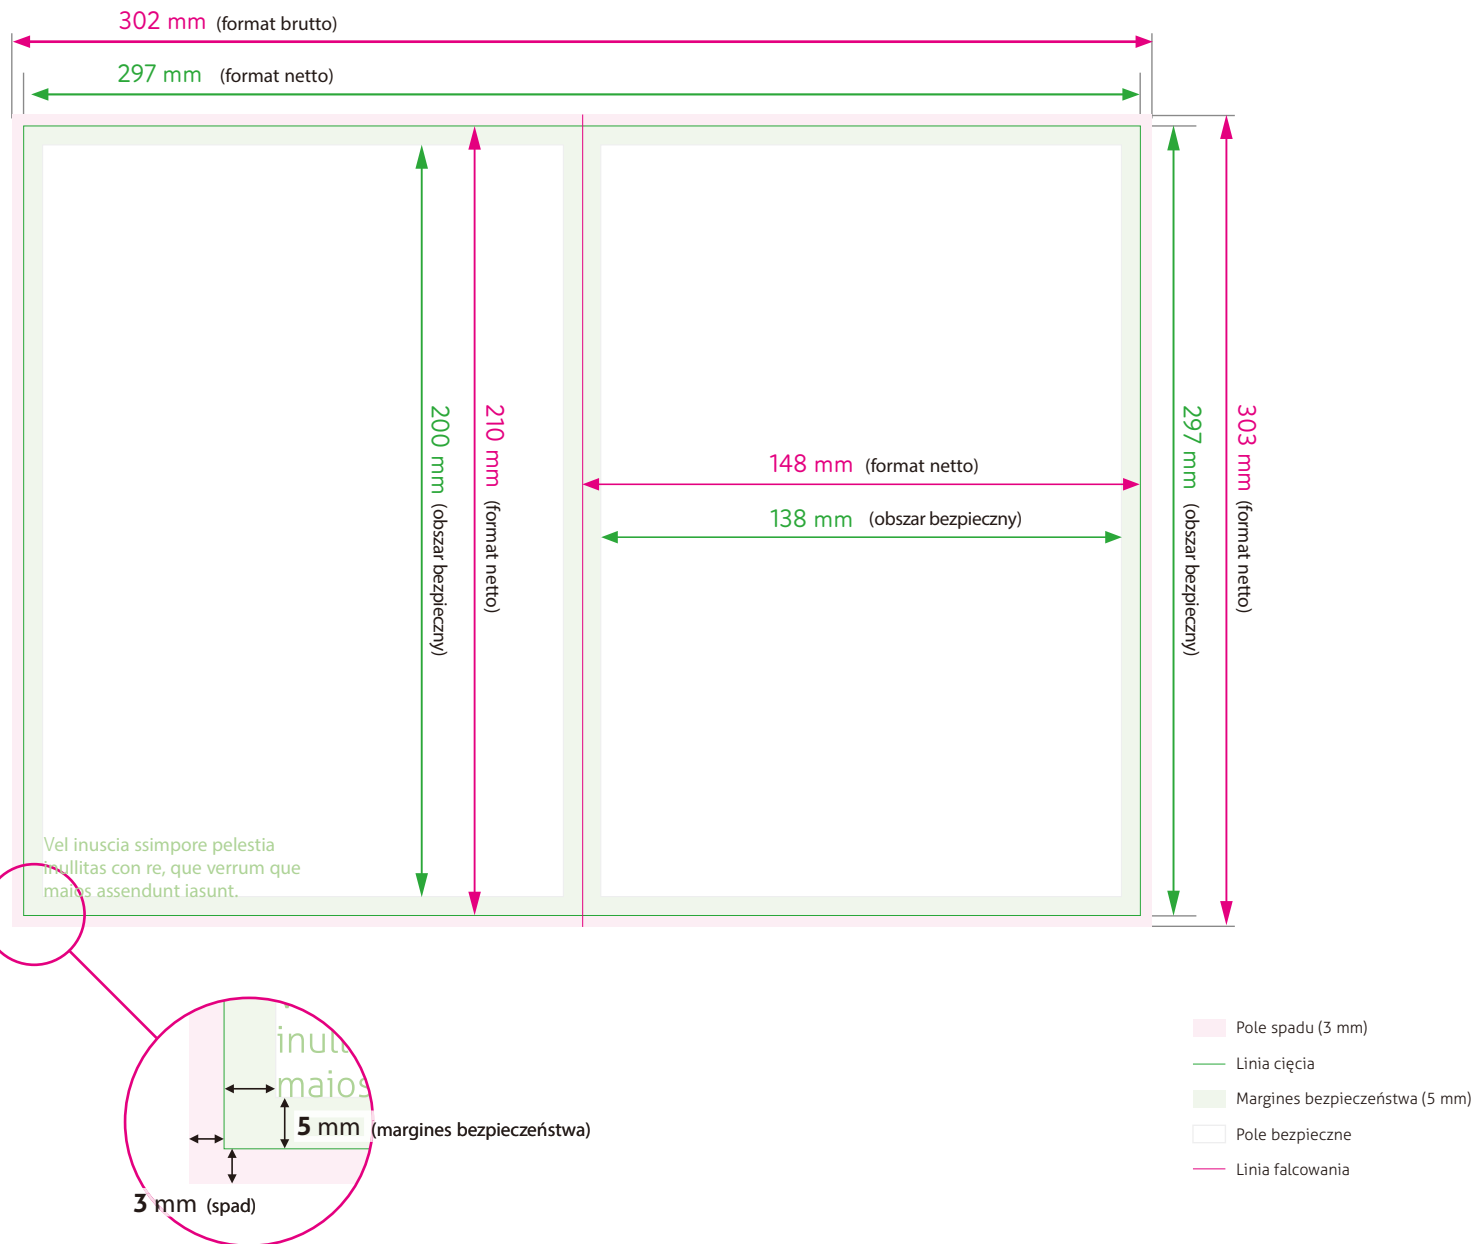 302 mm (format brutto)
297 mm (format netto)
200 mm (obszar bezpieczny)
210 mm (format netto)
148 mm (format netto)
138 mm (obszar bezpieczny)
297 mm (obszar bezpieczny)
303 mm (format netto)
Vel inuscia ssimpore pelestia
inullitas con re, que verrum que
maios assendunt iasunt.
inull
maios
5 mm (margines bezpieczeństwa)
3 mm (spad)
Pole spadu (3 mm)
Linia cięcia
Margines bezpieczeństwa (5 mm)
Pole bezpieczne
Linia falcowania